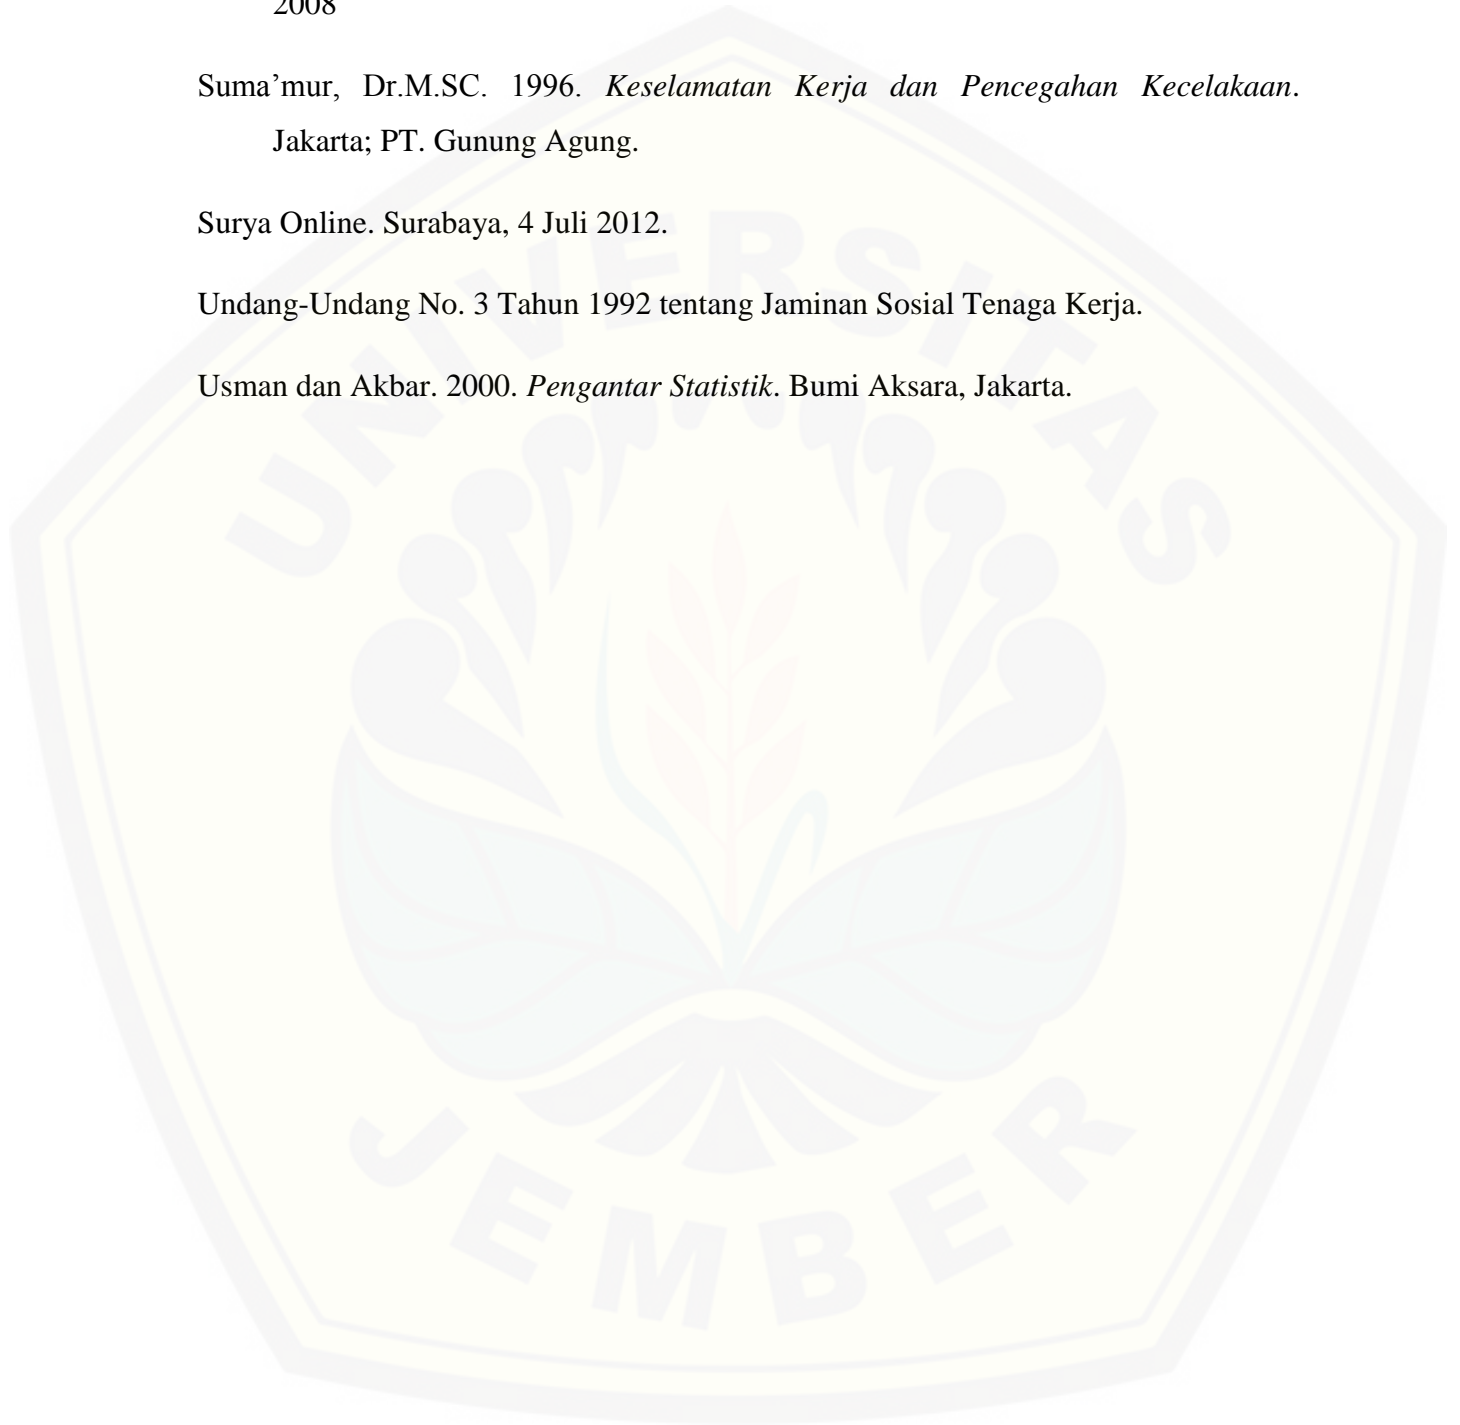 2008
Suma’mur, Dr.M.SC. 1996. Keselamatan Kerja dan Pencegahan Kecelakaan.
Jakarta; PT. Gunung Agung.
Surya Online. Surabaya, 4 Juli 2012.
Undang-Undang No. 3 Tahun 1992 tentang Jaminan Sosial Tenaga Kerja.
Usman dan Akbar. 2000. Pengantar Statistik. Bumi Aksara, Jakarta.
UNIVERSITAS
JEMBER